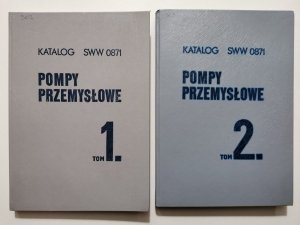 KATALOG SWW 0871
POMPY
PRZEMYSŁOWE
TOM 1.
KATALOG SWW 0871
POMPY
PRZEMYSŁOWE
TOM 2.